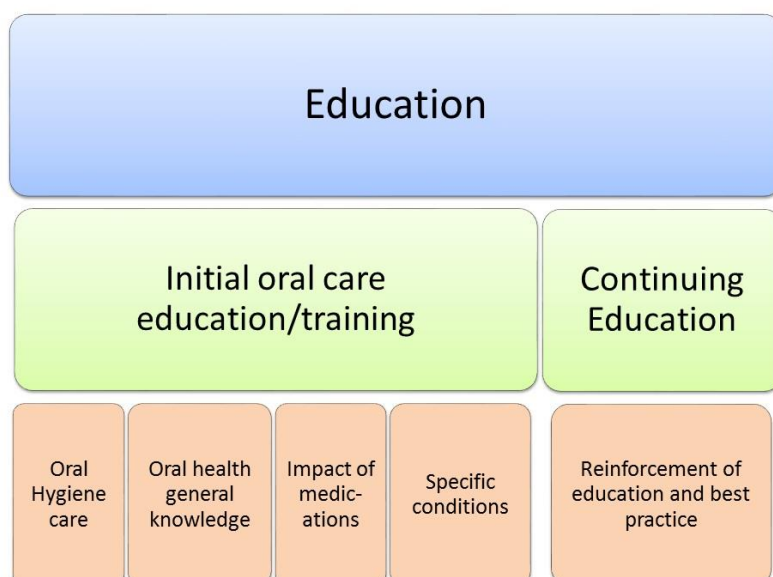 Education
Initial oral care
education/training
Continuing
Education
Oral
Hygiene
care
Oral health
general
knowledge
Impact of
medic-
ations
Specific
conditions
Reinforcement of
education and best
practice